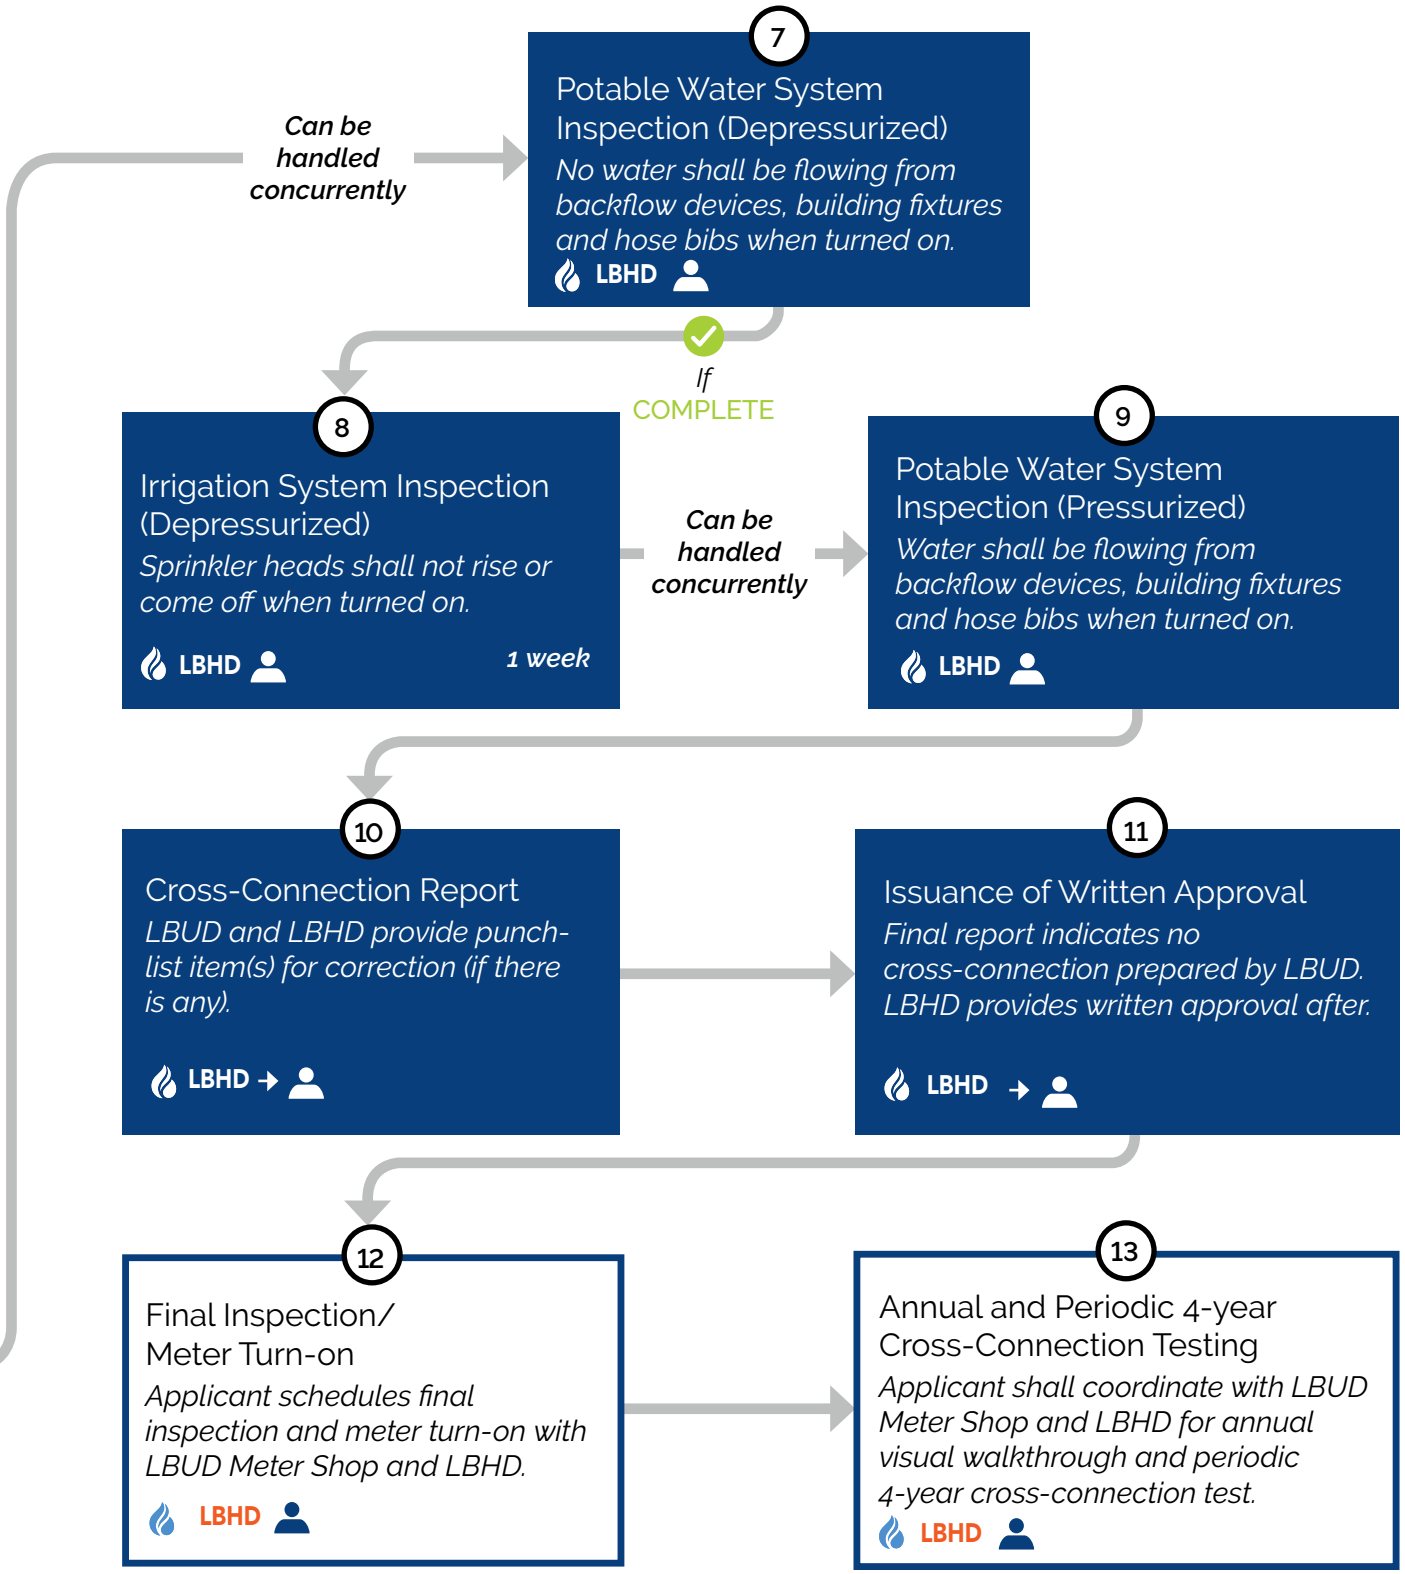 7
Potable Water System
Inspection (Depressurized)
No water shall be flowing from
backflow devices, building fixtures
and hose bibs when turned on.
LBHD
Can be
handled
concurrently
If
COMPLETE
8
Irrigation System Inspection
(Depressurized)
Sprinkler heads shall not rise or
come off when turned on.
LBHD
1 week
Can be
handled
concurrently
9
Potable Water System
Inspection (Pressurized)
Water shall be flowing from
backflow devices, building fixtures
and hose bibs when turned on.
LBHD
10
Cross-Connection Report
LBUD and LBHD provide punch-
list item(s) for correction (if there
is any).
LBHD
11
Issuance of Written Approval
Final report indicates no
cross-connection prepared by LBUD.
LBHD provides written approval after.
LBHD
12
Final Inspection/
Meter Turn-on
Applicant schedules final
inspection and meter turn-on with
LBUD Meter Shop and LBHD.
LBHD
13
Annual and Periodic 4-year
Cross-Connection Testing
Applicant shall coordinate with LBUD
Meter Shop and LBHD for annual
visual walkthrough and periodic
4-year cross-connection test.
LBHD